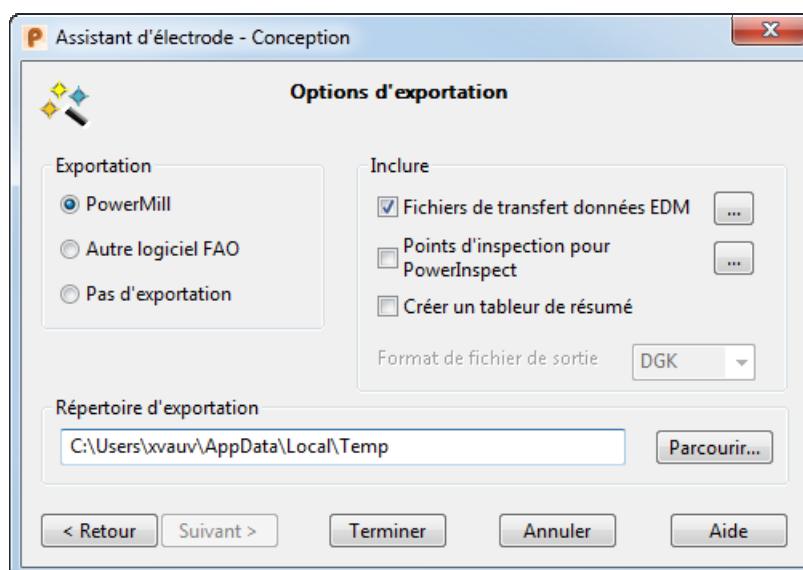 Assistant d'électrode - Conception
Options d'exportation
Exportation
PowerMill
Autre logiciel FAO
Pas d'exportation
Inclure
Fichiers de transfert données EDM
...
Points d'inspection pour
PowerInspect
...
Créer un tableur de résumé
Format de fichier de sortie
DGK
Répertoire d'exportation
C:\Users\xvauv\AppData\Local\Temp
Parcourir...
< Retour
Suivant >
Terminer
Annuler
Aide